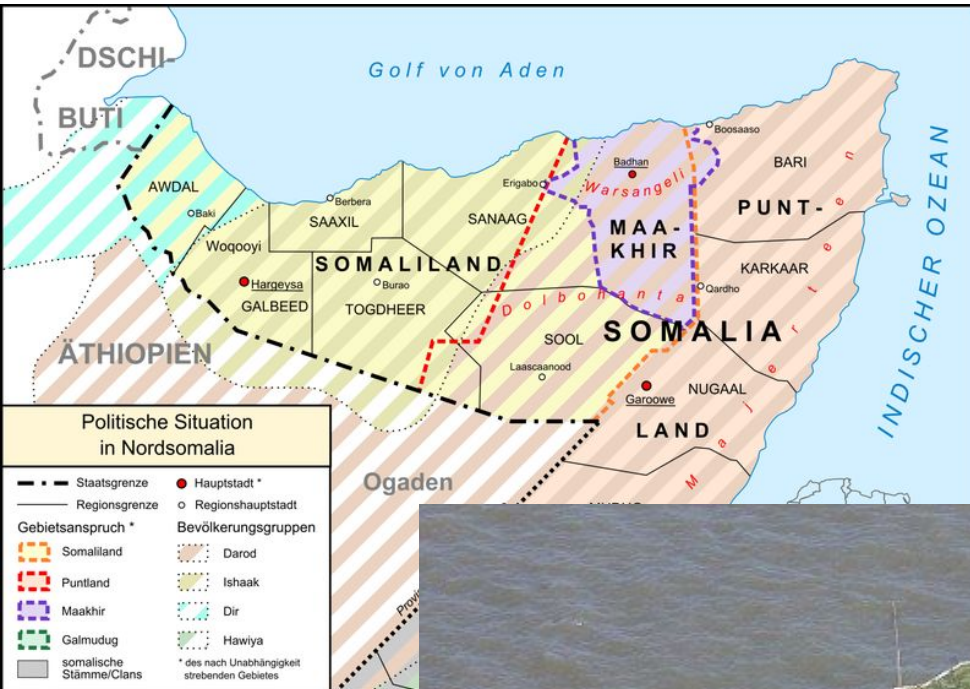 DSCHI-
BUTI
Golf von Aden
INDISCHER OZEAN
Boosaaso
BARI
Badhan
Warsangeli
AWDAL
Baki
Erigabo
Berbera
SAAXIL
SANAAG
PUNT-
MAA-
KHIR
Woqooyi
SOMALILAND
KARKAAR
Hargeysa
Burao
Qardho
GALBEED
TOGDHEER
Dolbohanta
SOMALIA
SOOL
ÄTHIOPIEN
Laascaanood
Garoowe
NUGAAL
LAND
Majerteen
Ogaden
Politische Situation
in Nordsomalia
Staatsgrenze
Hauptstadt *
Regionsgrenze
Regionshauptstadt
Gebietsanspruch *
Bevölkerungsgruppen
Somaliland
Darod
Puntland
Ishaak
Maakhir
Dir
Galmudug
Hawiya
somalische
Stämme/Clans
* des nach Unabhängigkeit
strebenden Gebietes